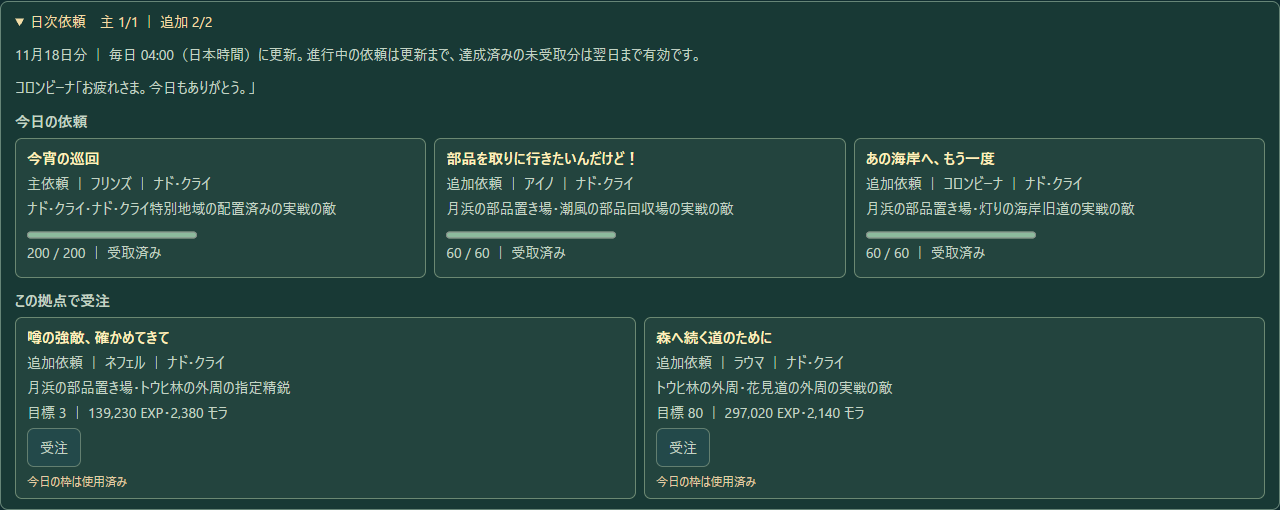 ▼ 日次依頼 主 1/1 | 追加 2/2
11月18日分 | 毎日 04:00（日本時間）に更新。進行中の依頼は更新まで、達成済みの未受取分は翌日まで有効です。
コロンビーナ「お疲れさま。今日もありがとう。」
今日の依頼
今宵の巡回
主依頼 | フリンズ | ナド・クライ
ナド・クライ・ナド・クライ特別地域の配置済みの実戦の敵
200 / 200 | 受取済み
部品を取りに行きたいんだけど！
追加依頼 | アイノ | ナド・クライ
月浜の部品置き場・潮風の部品回収場の実戦の敵
60 / 60 | 受取済み
あの海岸へ、もう一度
追加依頼 | コロンビーナ | ナド・クライ
月浜の部品置き場・灯りの海岸旧道の実戦の敵
60 / 60 | 受取済み
この拠点で受注
噂の強敵、確かめてきて
追加依頼 | ネフェル | ナド・クライ
月浜の部品置き場・トウヒ林の外周の指定精鋭
目標 3 | 139,230 EXP・2,380 モラ
受注
今日の枠は使用済み
森へ続く道のために
追加依頼 | ラウマ | ナド・クライ
トウヒ林の外周・花見道の外周の実戦の敵
目標 80 | 297,020 EXP・2,140 モラ
受注
今日の枠は使用済み